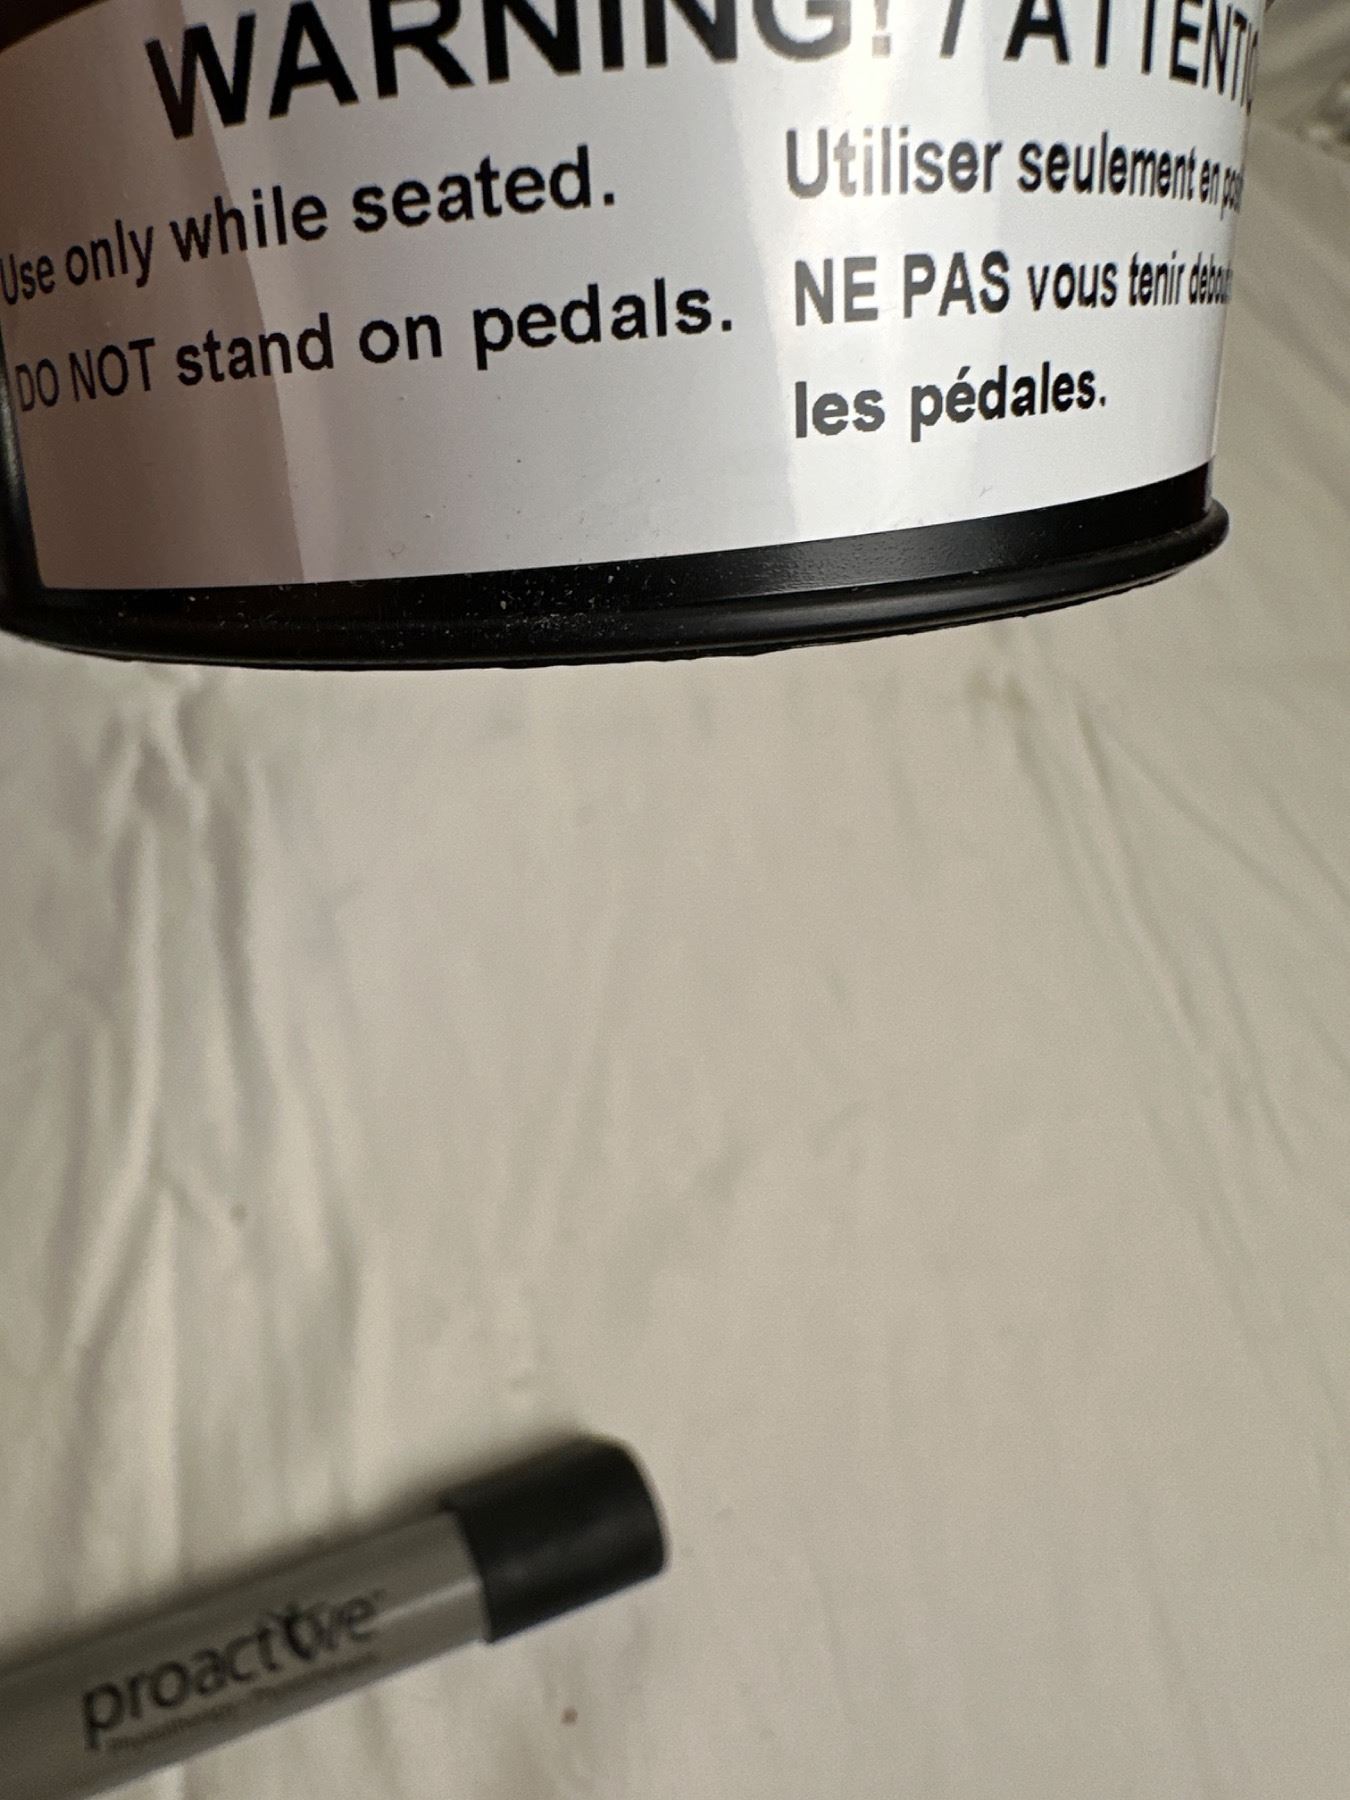 WARNING! / ATTENTI
Use only while seated.
DO NOT stand on pedals.
Utiliser seulement en
NE PAS vous tenir debou
les pédales.
proactive